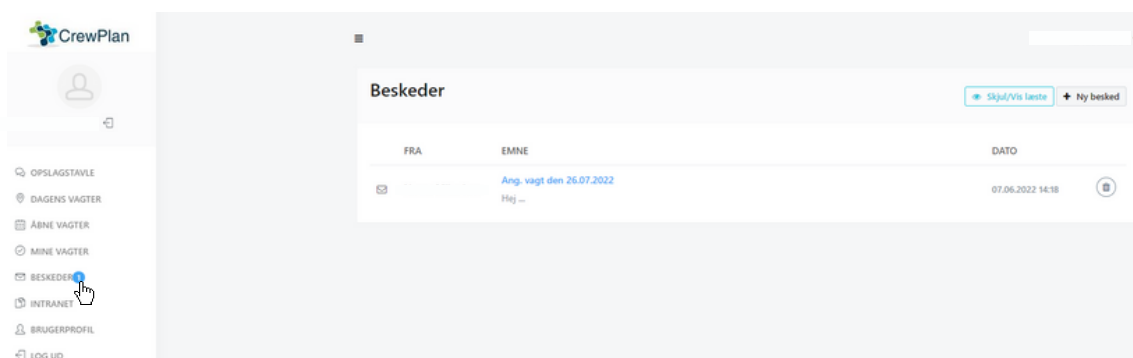 CrewPlan
OPSLAGSTAVLE
DAGENS VAGTER
ÅBNE VAGTER
MINE VAGTER
BESKEDER 1
INTRANET
BRUGERPROFIL
LOG UD
Beskeder
Skjul/Vis læste
+ Ny besked
FRA EMNE DATO
Ang. vagt den 26.07.2022
Hej ...
07.06.2022 14:18